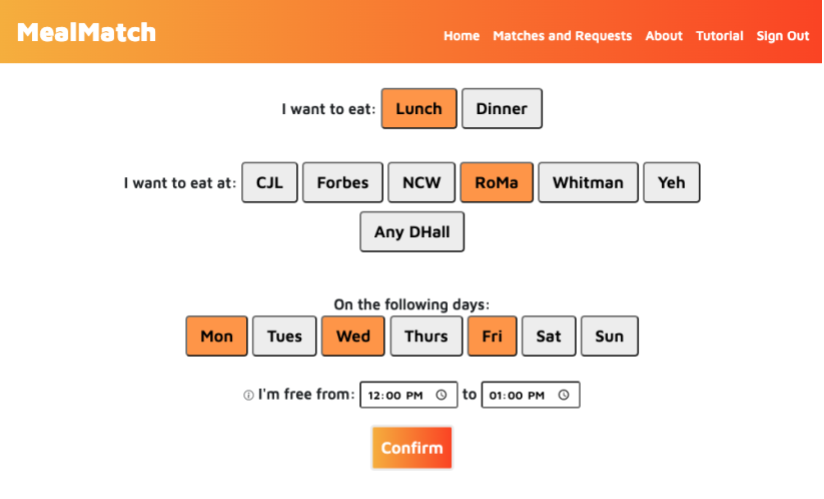 MealMatch
Home Matches and Requests About Tutorial Sign Out
I want to eat: Lunch Dinner
I want to eat at: CJL Forbes NCW RoMa Whitman Yeh
Any DHall
On the following days:
Mon Tues Wed Thurs Fri Sat Sun
I'm free from: 12:00 PM to 01:00 PM
Confirm